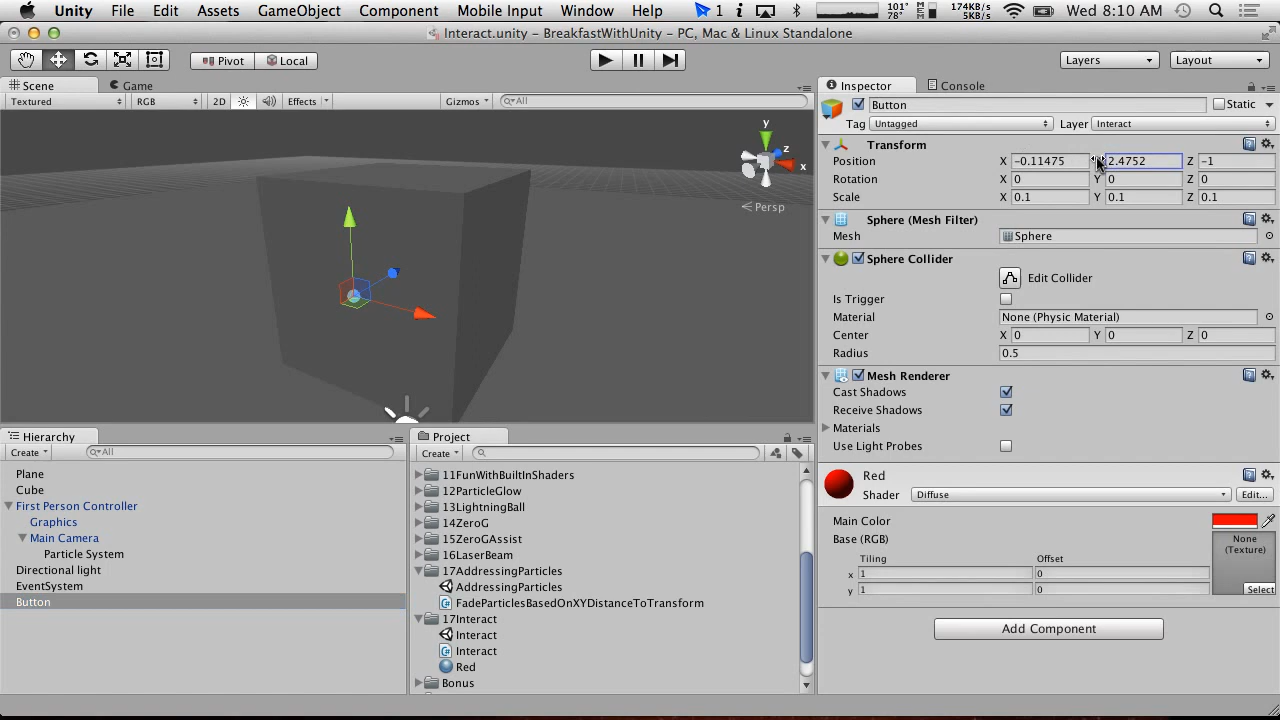 Unity File Edit Assets GameObject Component Mobile Input Window Help 1 101° 78° 174KB/s 5KB/s Wed 8:10 AM
Interact.unity - BreakfastWithUnity - PC, Mac & Linux Standalone
Pivot Local Layers Layout
Scene Game
Textured RGB 2D Effects Gizmos All
y
z
x
Persp
Inspector Console
Button Static
Tag Untagged Layer Interact
Transform
Position X −0.11475 2.4752 Z −1
Rotation X 0 Y 0 Z 0
Scale X 0.1 Y 0.1 Z 0.1
Sphere (Mesh Filter)
Mesh Sphere
Sphere Collider
Edit Collider
Is Trigger
Material None (Physic Material)
Center X 0 Y 0 Z 0
Radius 0.5
Mesh Renderer
Cast Shadows
Receive Shadows
Materials
Use Light Probes
Red
Shader Diffuse Edit...
Main Color
Base (RGB)
None
(Texture)
Tiling Offset
x 1 0
y 1 0
Select
Add Component
Hierarchy
Create All
Plane
Cube
First Person Controller
Graphics
Main Camera
Particle System
Directional light
EventSystem
Button
Project
Create
11FunWithBuiltInShaders
12ParticleGlow
13LightningBall
14ZeroG
15ZeroGAssist
16LaserBeam
17AddressingParticles
AddressingParticles
FadeParticlesBasedOnXYDistanceToTransform
17Interact
Interact
Interact
Red
Bonus